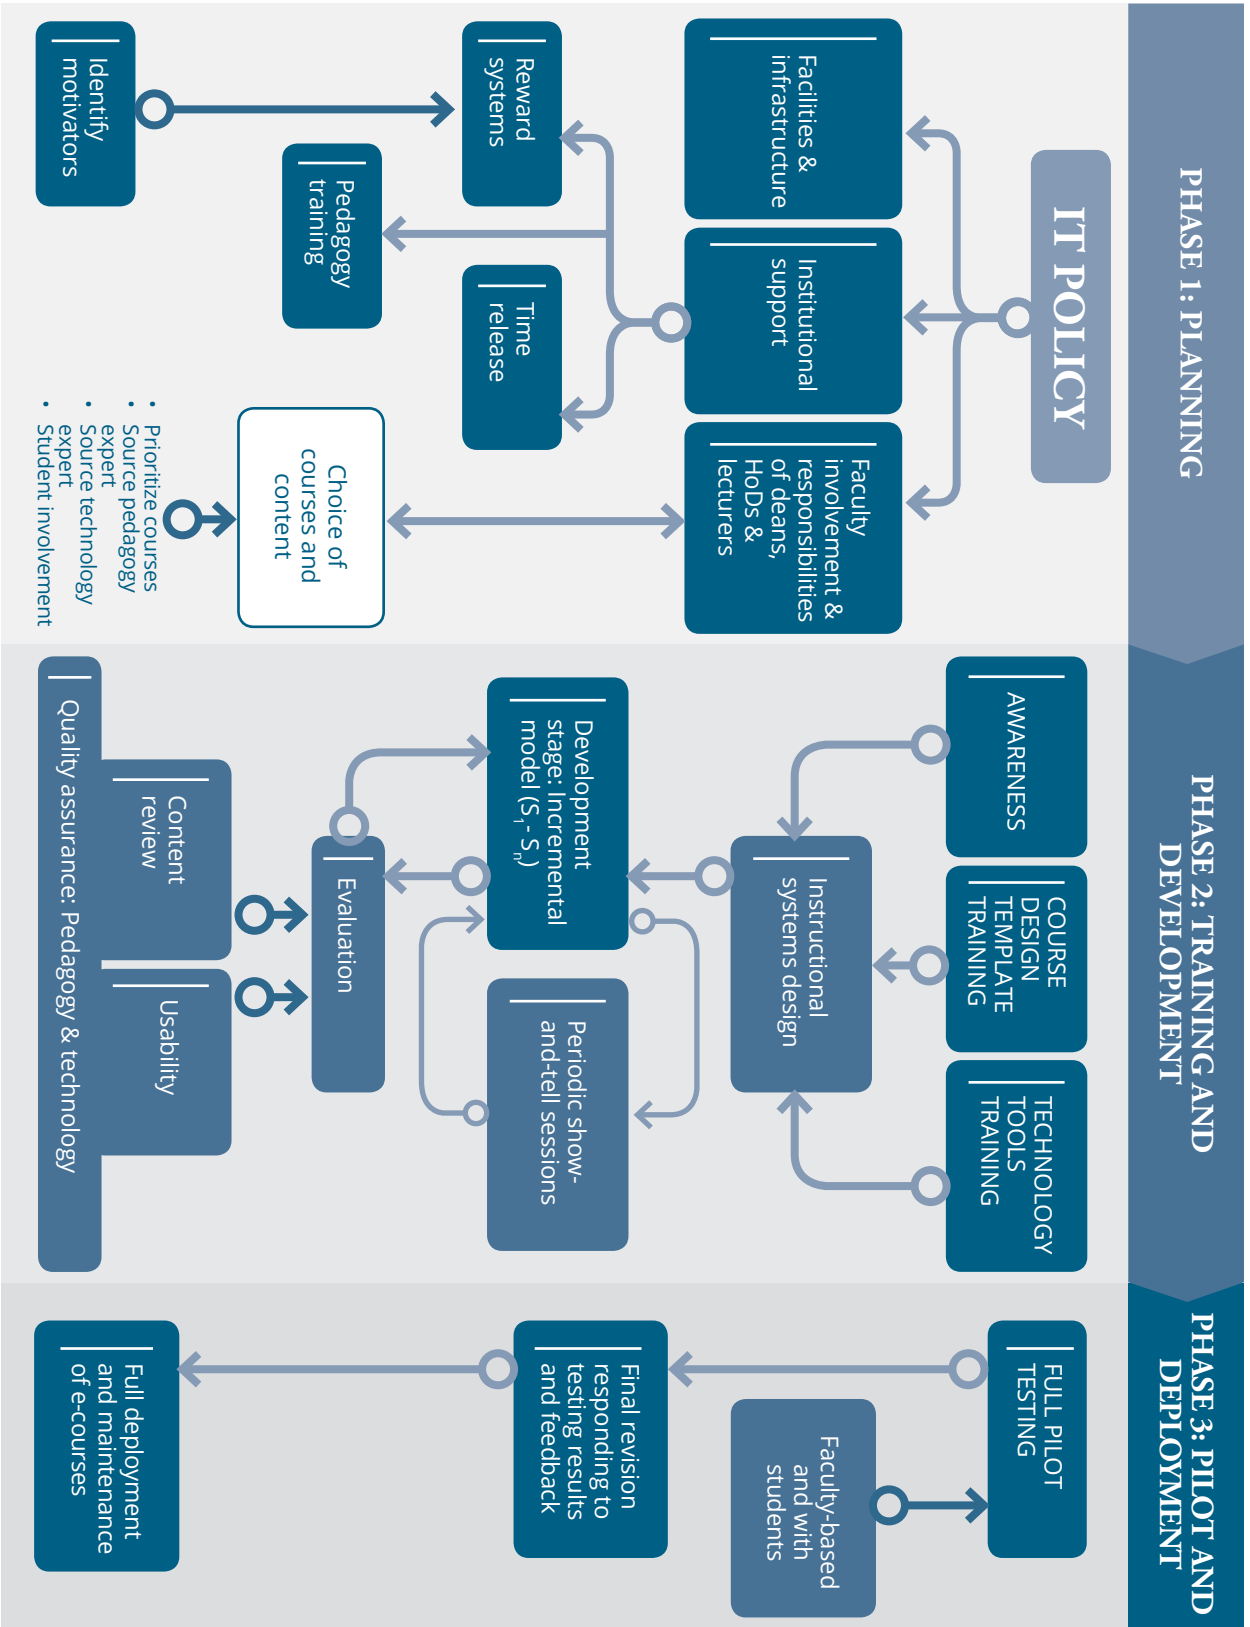 PHASE 1: PLANNING
IT POLICY
Facilities &
infrastructure
Institutional
support
Faculty
involvement &
responsibilities
of deans,
HoDs &
lecturers
Reward
systems
Time
release
Pedagogy
training
Identify
motivators
Choice of
courses and
content
• Prioritize courses
• Source pedagogy
expert
• Source technology
expert
• Student involvement
PHASE 2: TRAINING AND
DEVELOPMENT
AWARENESS
COURSE
DESIGN
TEMPLATE
TRAINING
TECHNOLOGY
TOOLS
TRAINING
Instructional
systems design
Development
stage: Incremental
model (S1- Sn)
Periodic show-
and-tell sessions
Evaluation
Content
review
Usability
Quality assurance: Pedagogy & technology
PHASE 3: PILOT AND
DEPLOYMENT
FULL PILOT
TESTING
Faculty-based
and with
students
Final revision
responding to
testing results
and feedback
Full deployment
and maintenance
of e-courses